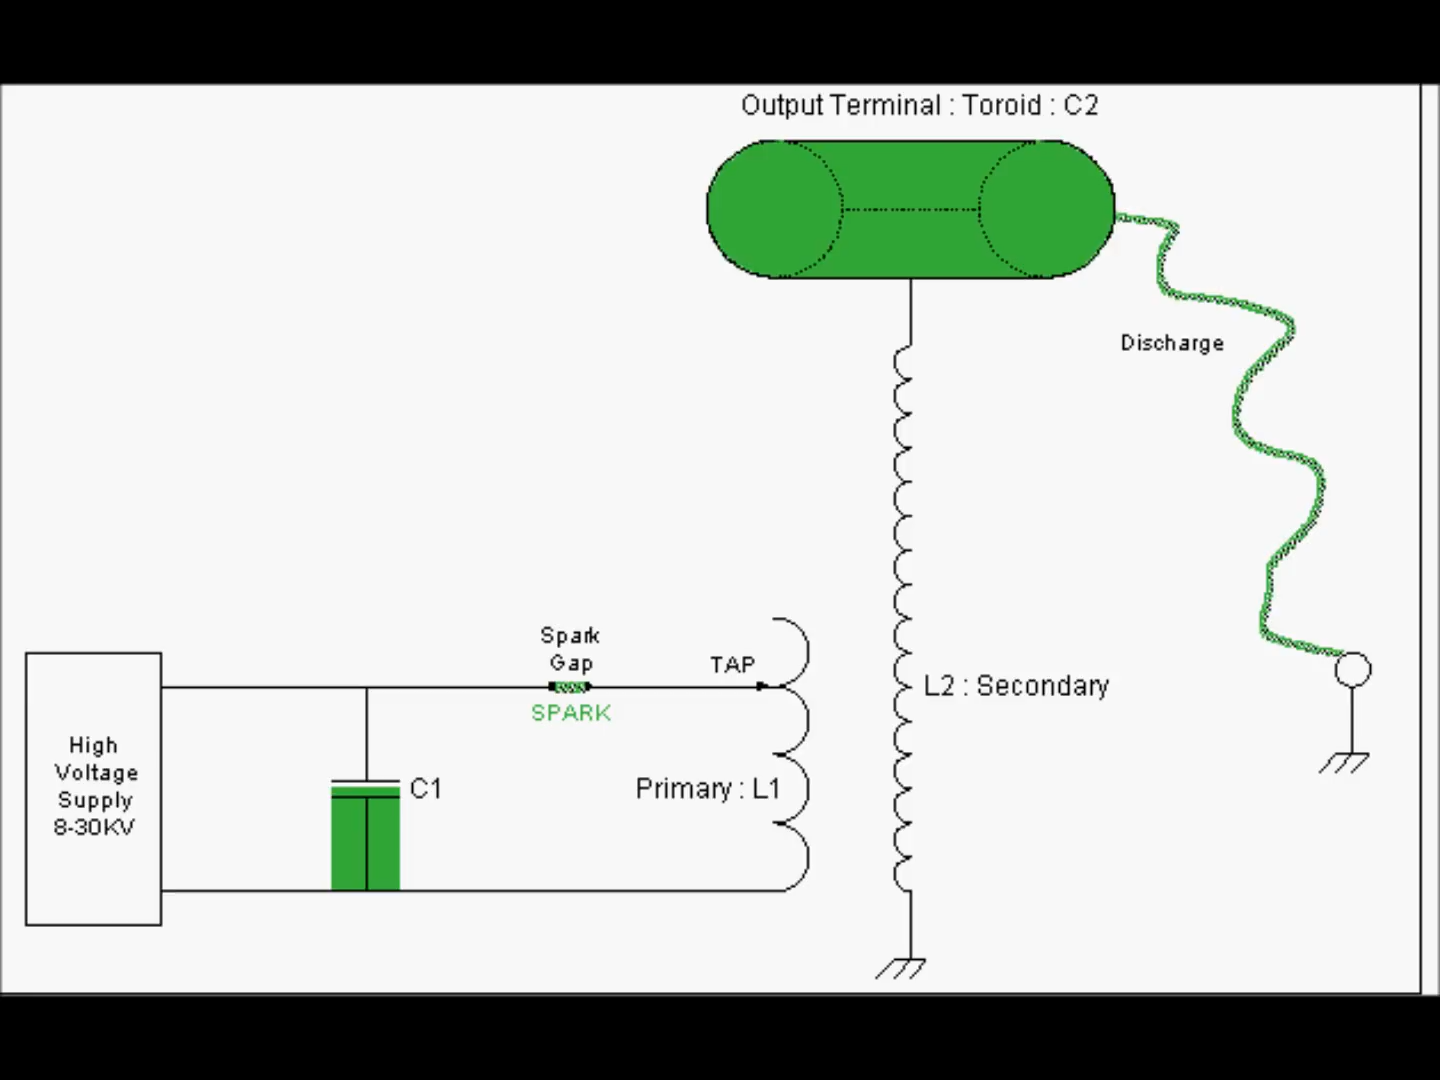 Output Terminal : Toroid : C2
Discharge
Spark
Gap
TAP
SPARK
L2 : Secondary
High
Voltage
Supply
8-30KV
C1
Primary : L1